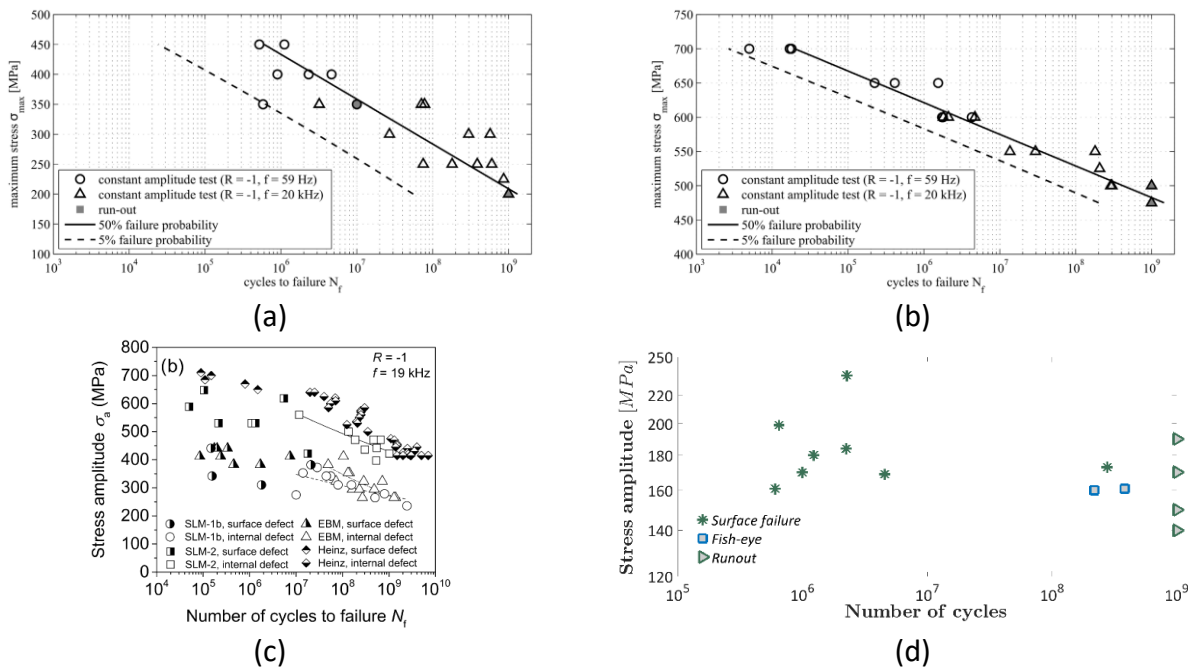 450
400
350
300
250
200
150
100
maximum stress σmax [MPa]
constant amplitude test (R = -1, f = 59 Hz)
constant amplitude test (R = -1, f = 20 kHz)
run-out
50% failure probability
5% failure probability
10³ 10⁴ 10⁵ 10⁶ 10⁷ 10⁸ 10⁹
cycles to failure Nf
(a)
750
700
650
600
550
500
450
400
maximum stress σmax [MPa]
constant amplitude test (R = -1, f = 59 Hz)
constant amplitude test (R = -1, f = 20 kHz)
run-out
50% failure probability
5% failure probability
10³ 10⁴ 10⁵ 10⁶ 10⁷ 10⁸ 10⁹
cycles to failure Nf
(b)
800
700
600
500
400
300
200
100
0
Stress amplitude σa (MPa)
(b)
R = -1
f = 19 kHz
SLM-1b, surface defect
SLM-1b, internal defect
SLM-2, surface defect
SLM-2, internal defect
EBM, surface defect
EBM, internal defect
Heinz, surface defect
Heinz, internal defect
10⁴ 10⁵ 10⁶ 10⁷ 10⁸ 10⁹ 10¹⁰
Number of cycles to failure Nf
(c)
250
220
200
180
160
140
120
Stress amplitude [MPa]
Surface failure
Fish-eye
Runout
10⁵ 10⁶ 10⁷ 10⁸ 10⁹
Number of cycles
(d)